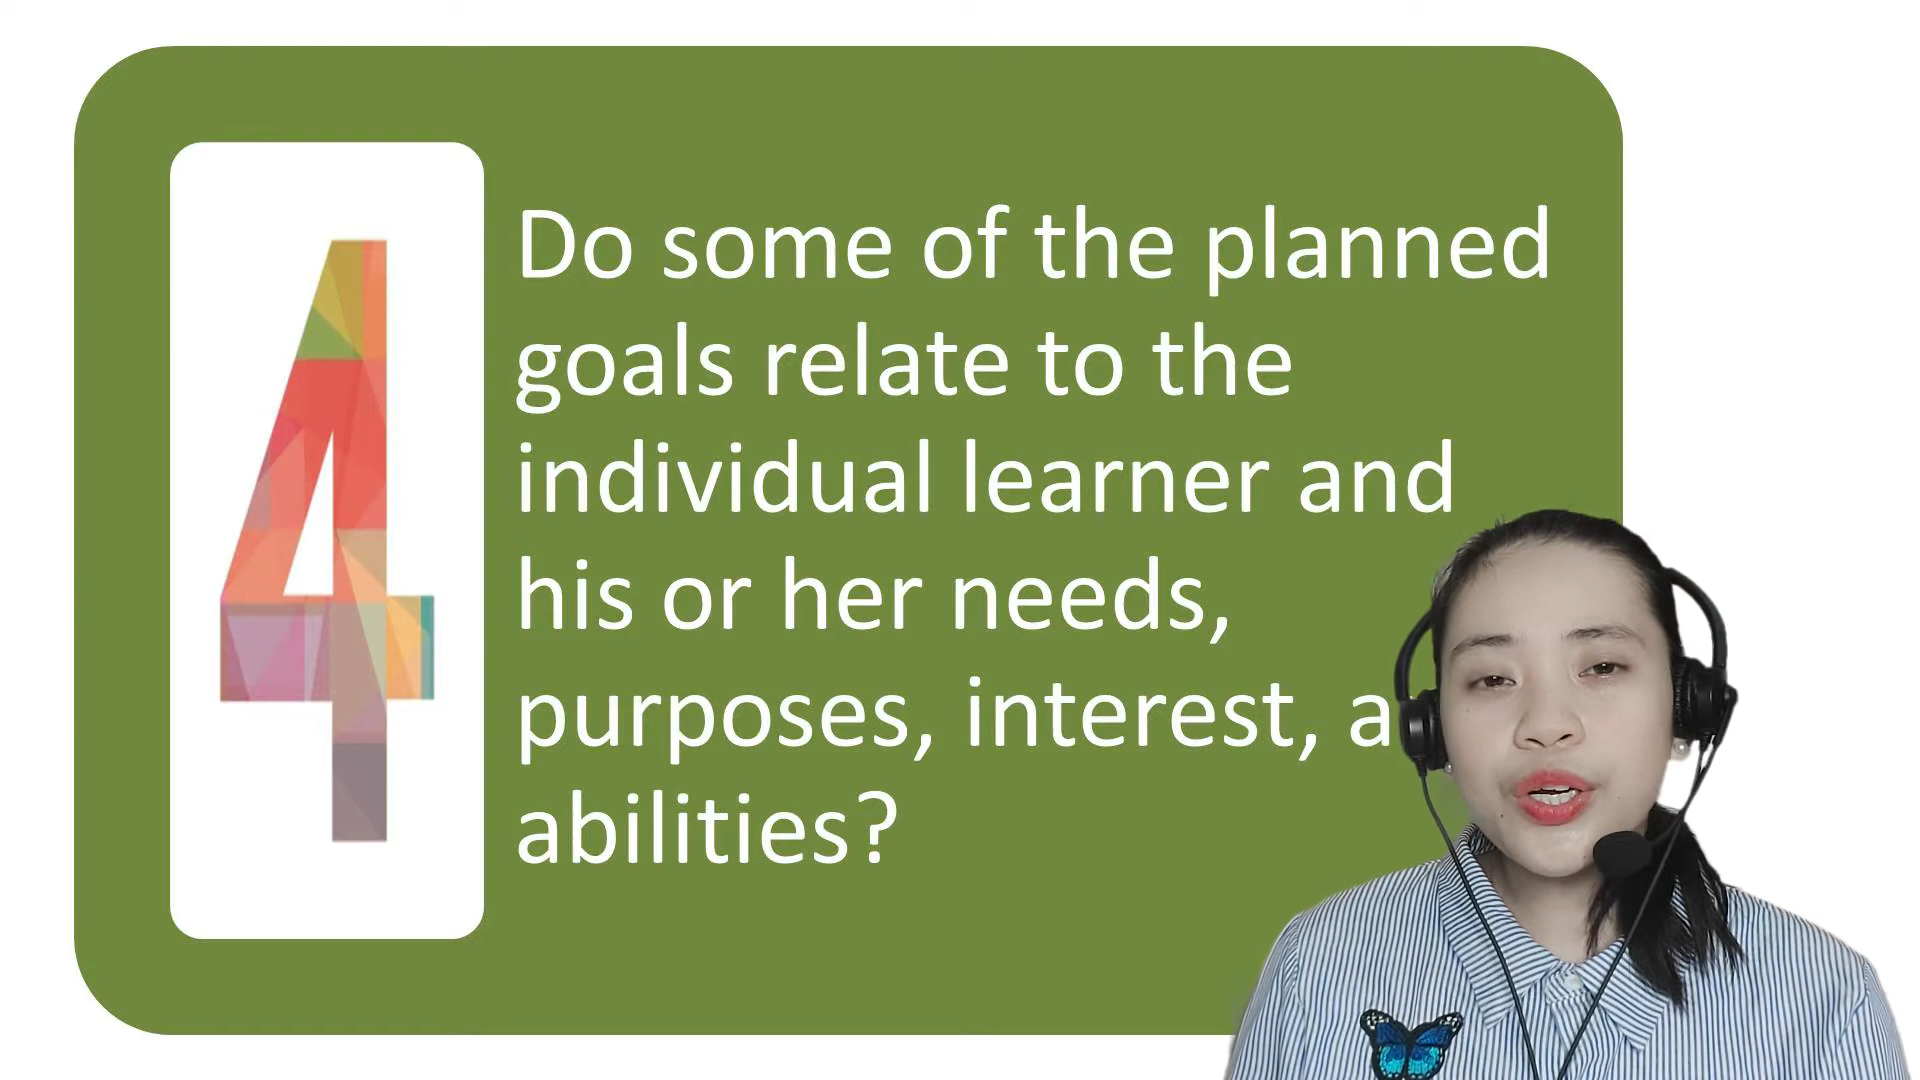 4
Do some of the planned
goals relate to the
individual learner and
his or her needs,
purposes, interest, a
abilities?